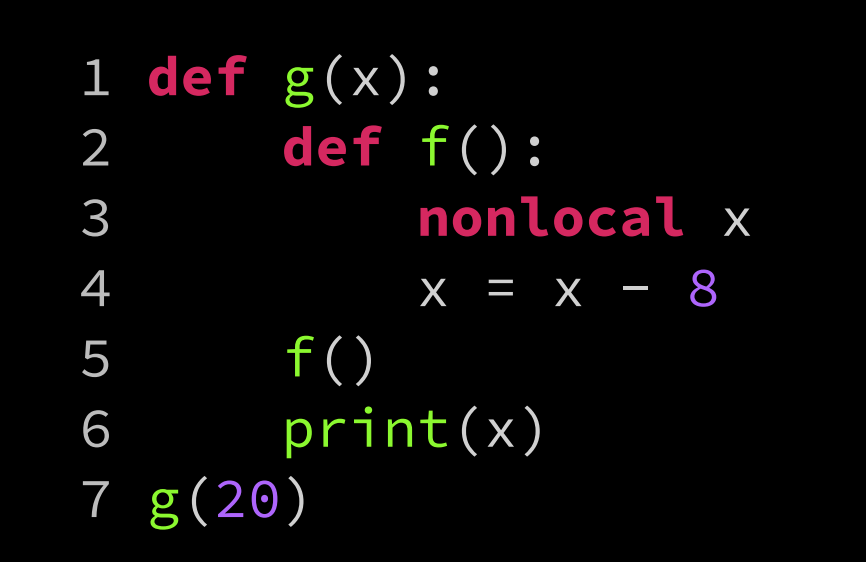 1 def g(x):
2     def f():
3         nonlocal x
4         x = x - 8
5     f()
6     print(x)
7 g(20)